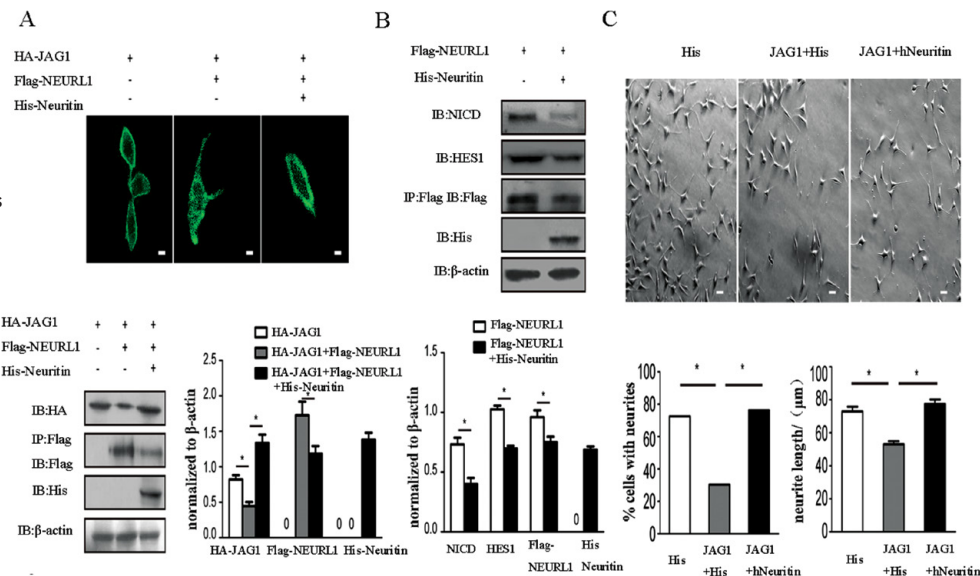 A
HA-JAG1 + + +
Flag-NEURL1 - + +
His-Neuritin - - +
HA-JAG1 + + +
Flag-NEURL1 - + +
His-Neuritin - - +
IB:HA
IP:Flag
IB:Flag
IB:His
IB:β-actin
HA-JAG1
HA-JAG1+Flag-NEURL1
HA-JAG1+Flag-NEURL1
+His-Neuritin
normalized to β-actin
2.5
2.0
1.5
1.0
0.5
0.0
* * *
0 0 0
HA-JAG1 Flag-NEURL1 His-Neuritin
B
Flag-NEURL1 + +
His-Neuritin - +
IB:NICD
IB:HES1
IP:Flag IB:Flag
IB:His
IB:β-actin
Flag-NEURL1
Flag-NEURL1
+His-Neuritin
normalized to β-actin
1.5
1.0
0.5
0.0
* * *
0
NICD HES1 Flag-NEURL1 His Neuritin
C
His JAG1+His JAG1+hNeuritin
% cells with neurites
100
80
60
40
20
0
* *
His JAG1 +His JAG1 +hNeuritin
neurite length/（μm）
100
80
60
40
20
0
* *
His JAG1 +His JAG1 +hNeuritin